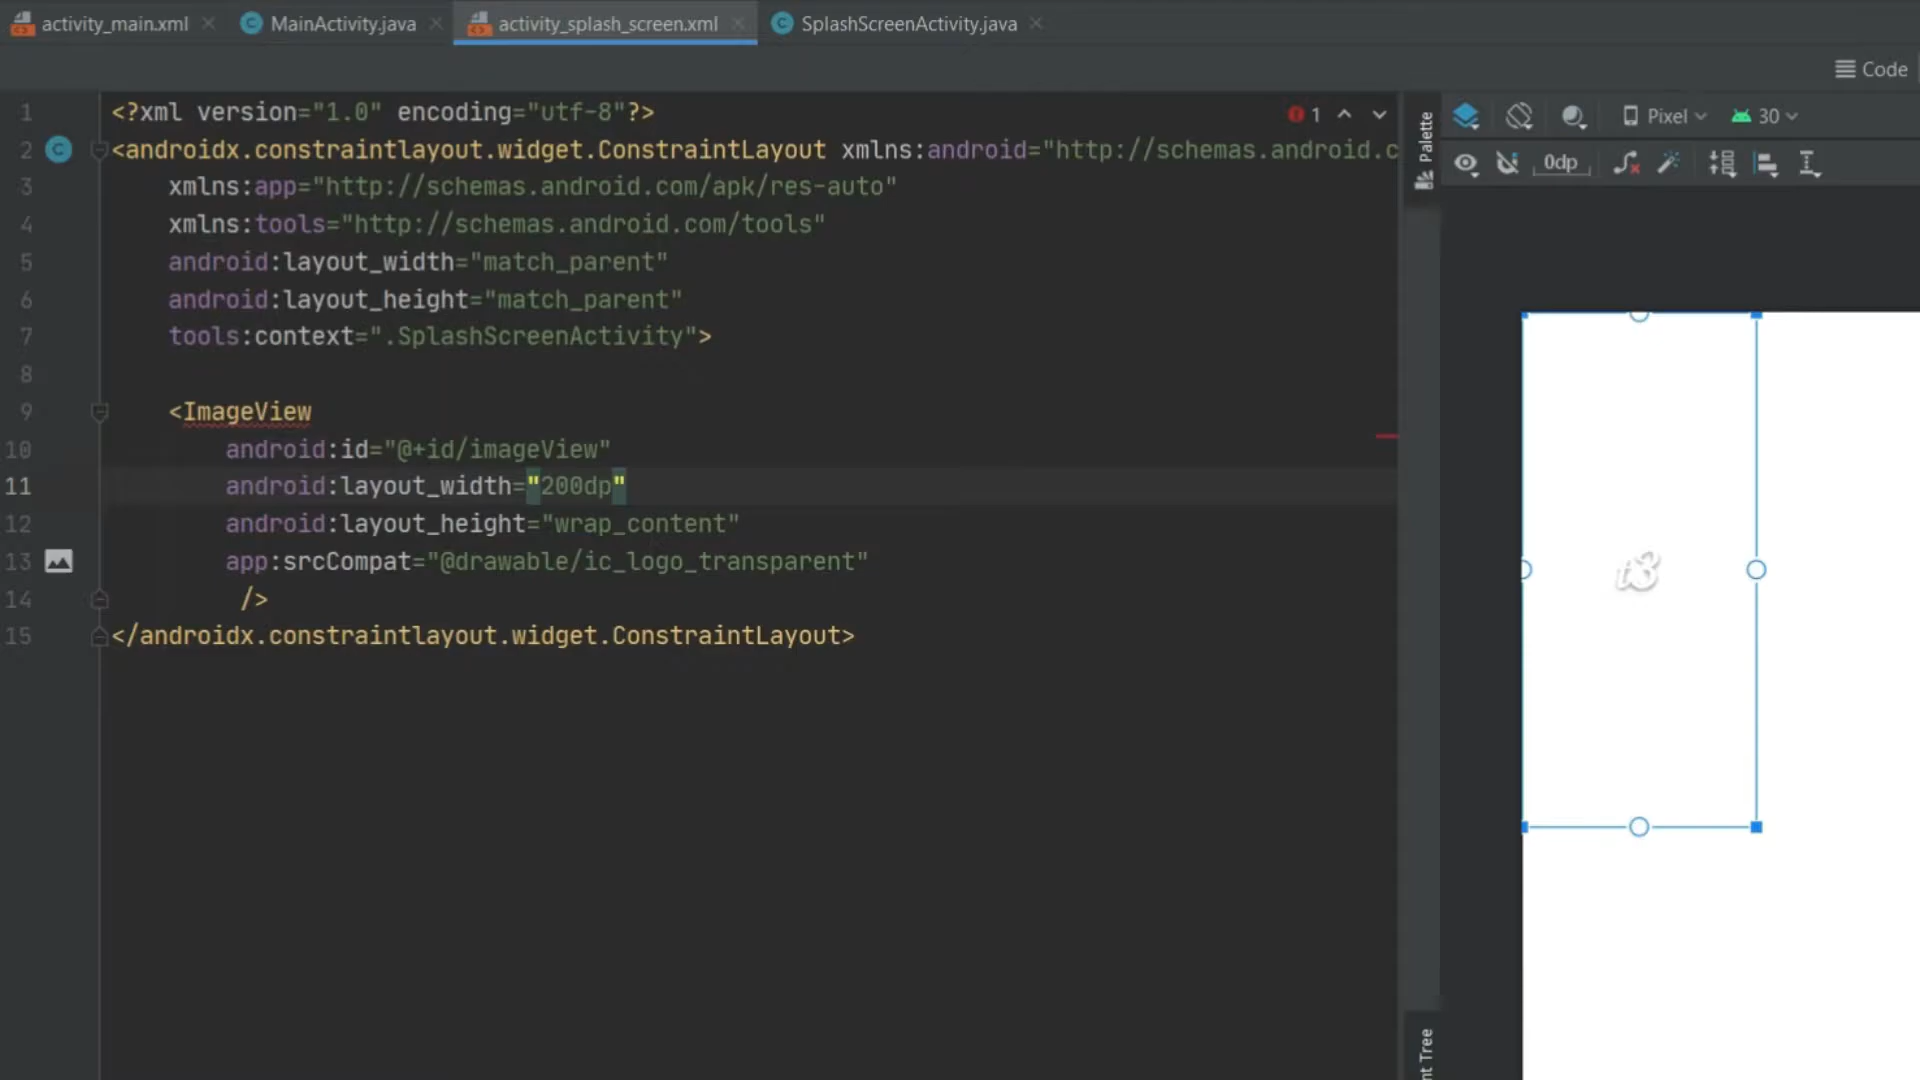 activity_main.xml
MainActivity.java
activity_splash_screen.xml
SplashScreenActivity.java
Code
1 <?xml version="1.0" encoding="utf-8"?>
1
2 <androidx.constraintlayout.widget.ConstraintLayout xmlns:android="http://schemas.android.c
3 xmlns:app="http://schemas.android.com/apk/res-auto"
4 xmlns:tools="http://schemas.android.com/tools"
5 android:layout_width="match_parent"
6 android:layout_height="match_parent"
7 tools:context=".SplashScreenActivity">
8
9 <ImageView
10 android:id="@+id/imageView"
11 android:layout_width="200dp"
12 android:layout_height="wrap_content"
13 app:srcCompat="@drawable/ic_logo_transparent"
14 />
15 </androidx.constraintlayout.widget.ConstraintLayout>
Palette
Pixel
30
0dp
t3
nt Tree